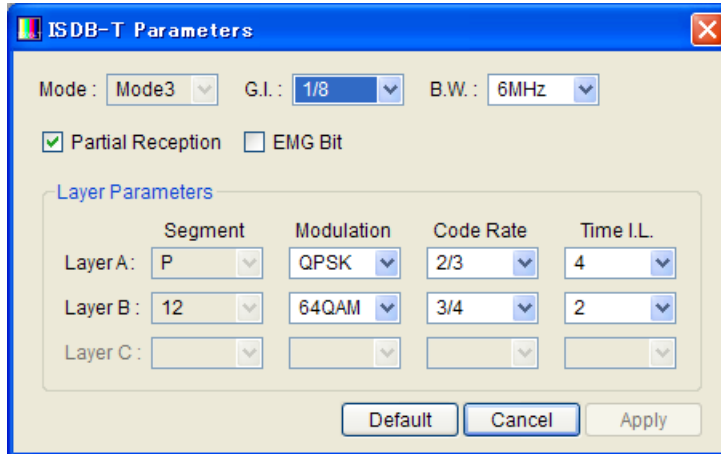 ISDB-T Parameters
Mode : Mode3 G.I. : 1/8 B.W. : 6MHz
Partial Reception EMG Bit
Layer Parameters
Segment Modulation Code Rate Time I.L.
Layer A : P QPSK 2/3 4
Layer B : 12 64QAM 3/4 2
Layer C :
Default Cancel Apply